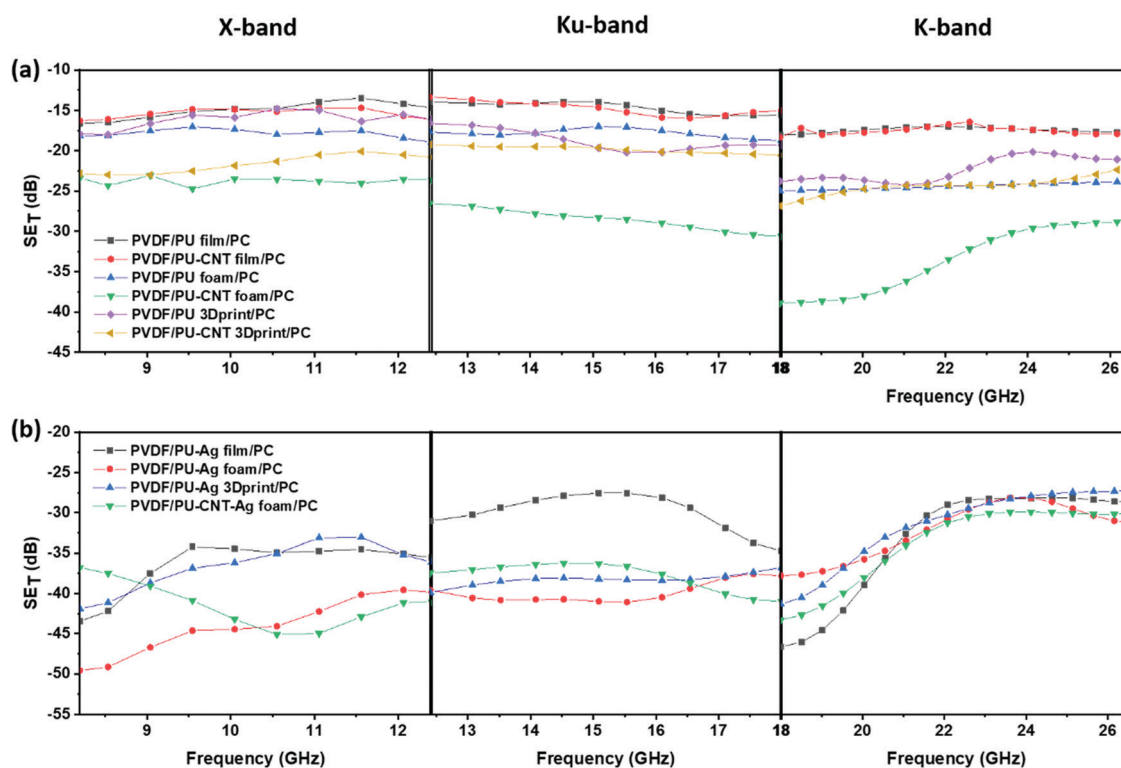 X-band Ku-band K-band
(a)
-10
-15
-20
-25
-30
-35
-40
-45
SET (dB)
PVDF/PU film/PC
PVDF/PU-CNT film/PC
PVDF/PU foam/PC
PVDF/PU-CNT foam/PC
PVDF/PU 3Dprint/PC
PVDF/PU-CNT 3Dprint/PC
9 10 11 12 13 14 15 16 17 18 20 22 24 26
Frequency (GHz)
(b)
-20
-25
-30
-35
-40
-45
-50
-55
SET (dB)
PVDF/PU-Ag film/PC
PVDF/PU-Ag foam/PC
PVDF/PU-Ag 3Dprint/PC
PVDF/PU-CNT-Ag foam/PC
9 10 11 12 13 14 15 16 17 18 20 22 24 26
Frequency (GHz) Frequency (GHz) Frequency (GHz)